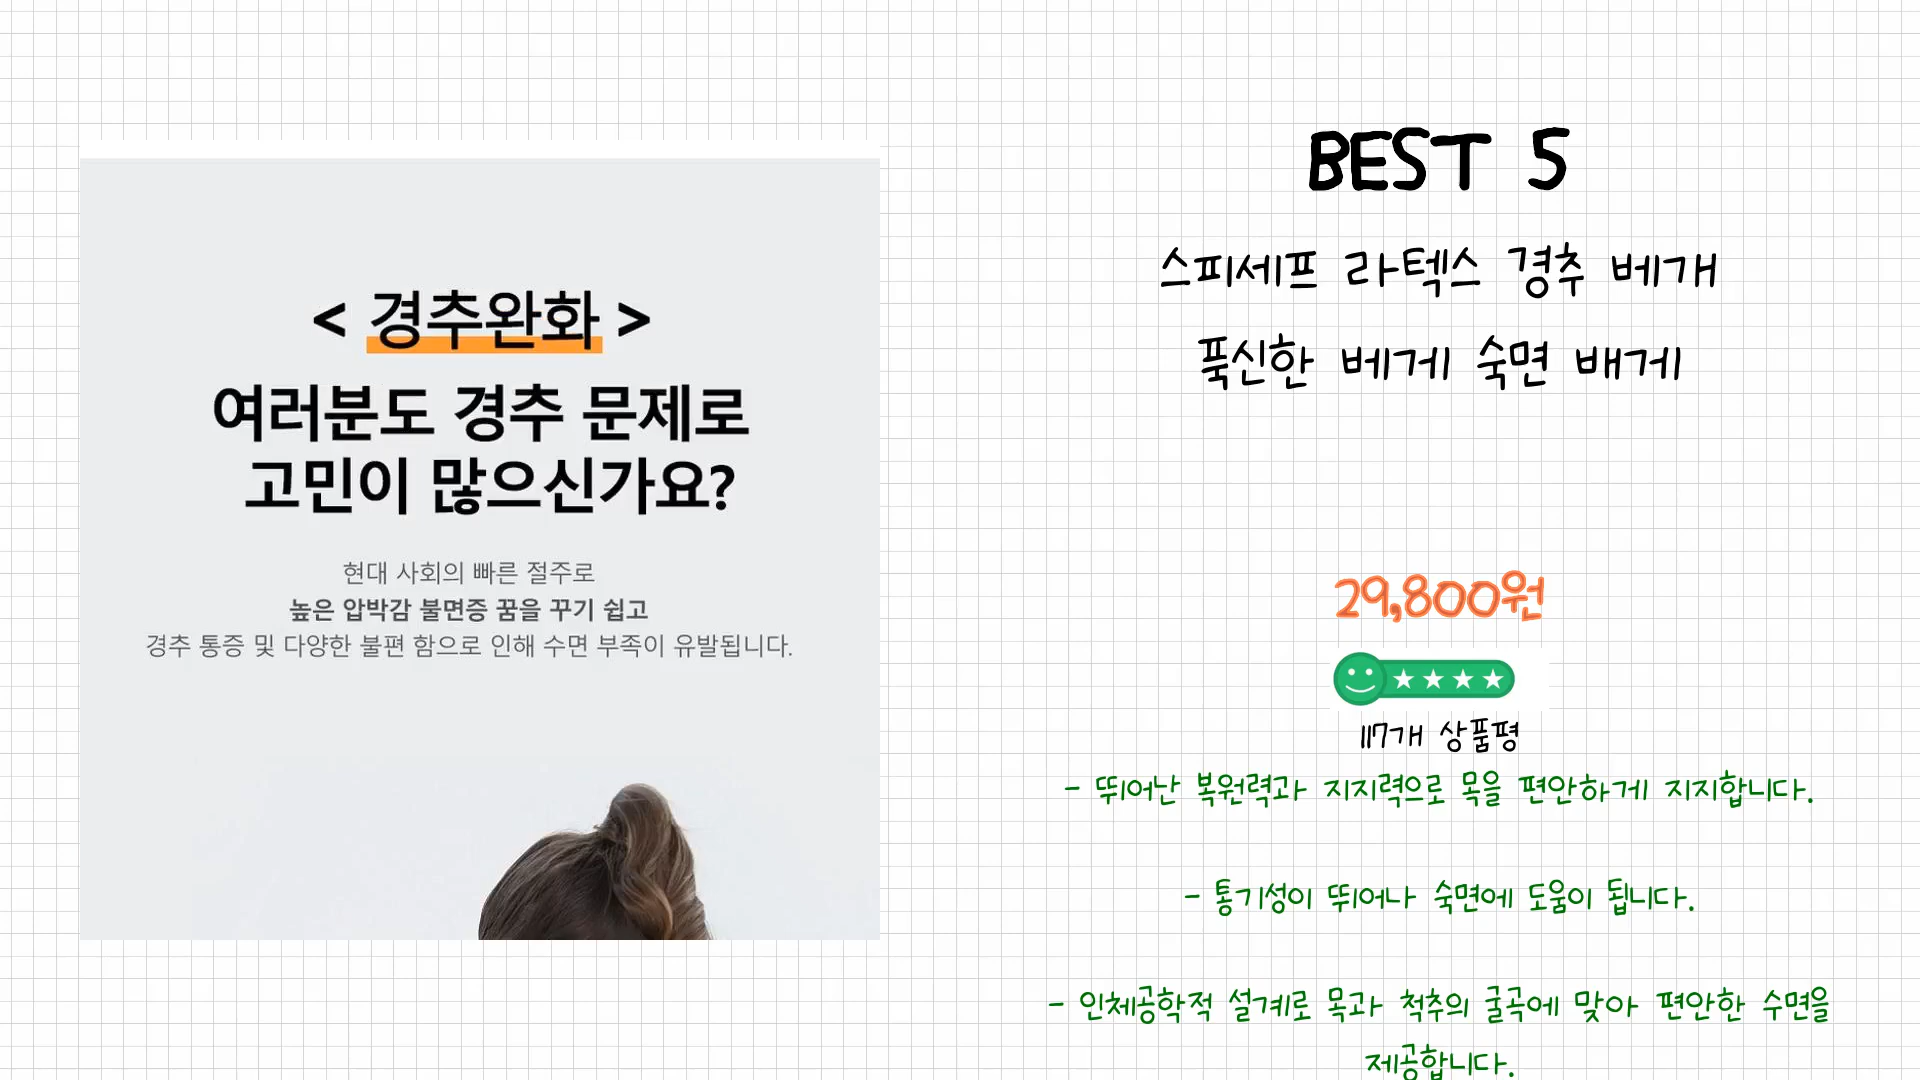 < 경추완화 >
여러분도 경추 문제로
고민이 많으신가요?
현대 사회의 빠른 절주로
높은 압박감 불면증 꿈을 꾸기 쉽고
경추 통증 및 다양한 불편 함으로 인해 수면 부족이 유발됩니다.
BEST 5
스피세프 라텍스 경추 베개
푹신한 베게 숙면 배게
29,800원
117개 상품평
- 뛰어난 복원력과 지지력으로 목을 편안하게 지지합니다.
- 통기성이 뛰어나 숙면에 도움이 됩니다.
- 인체공학적 설계로 목과 척추의 굴곡에 맞아 편안한 수면을
제공합니다.